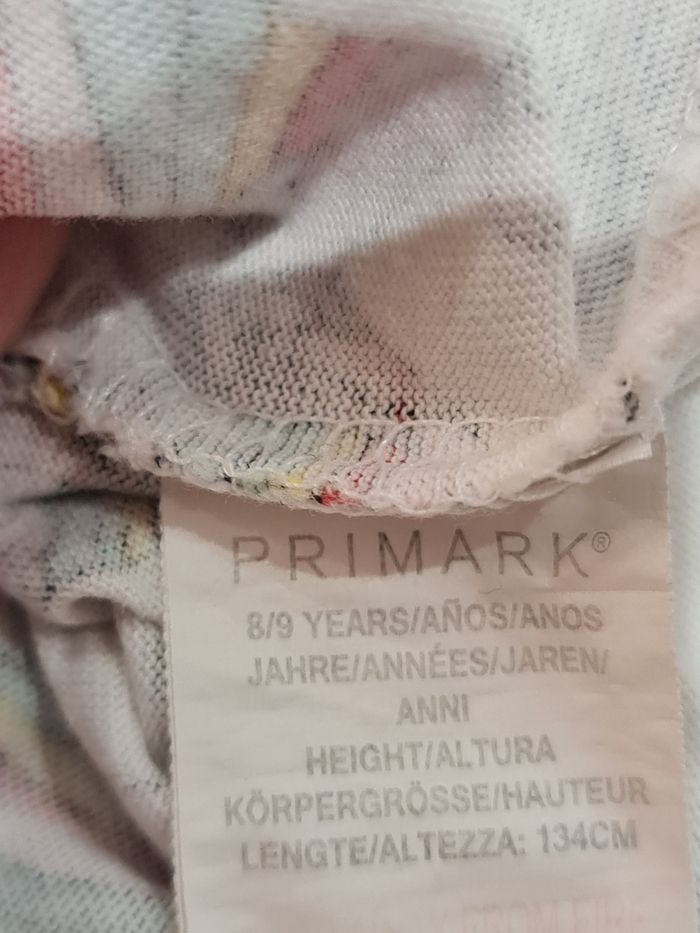 PRIMARK®
8/9 YEARS/AÑOS/ANOS
JAHRE/ANNÉES/JAREN/
ANNI
HEIGHT/ALTURA
KÖRPERGRÖSSE/HAUTEUR
LENGTE/ALTEZZA: 134CM